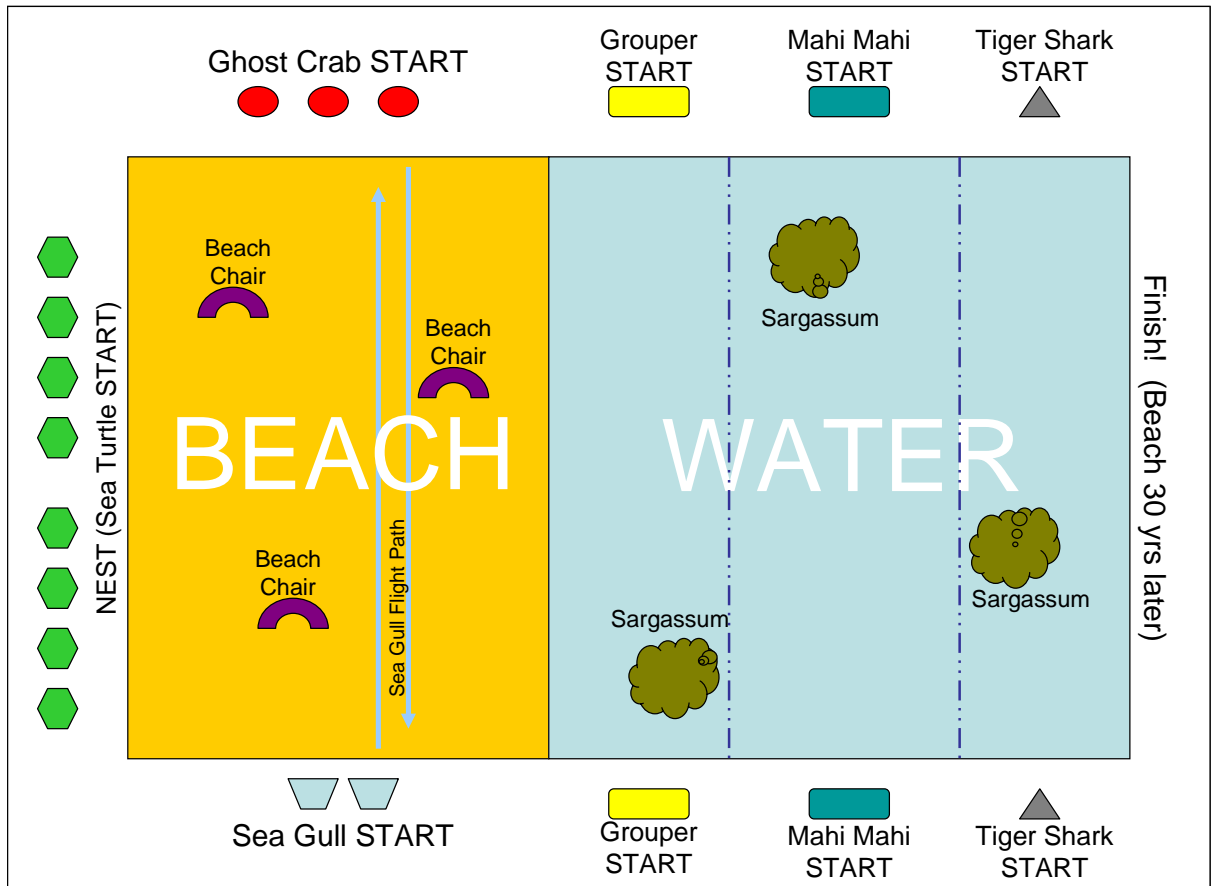 Ghost Crab START
Grouper
START
Mahi Mahi
START
Tiger Shark
START
NEST (Sea Turtle START)
Beach
Chair
Beach
Chair
BEACH
Beach
Chair
Sea Gull Flight Path
Sargassum
WATER
Sargassum
Sargassum
Finish! (Beach 30 yrs later)
Sea Gull START
Grouper
START
Mahi Mahi
START
Tiger Shark
START